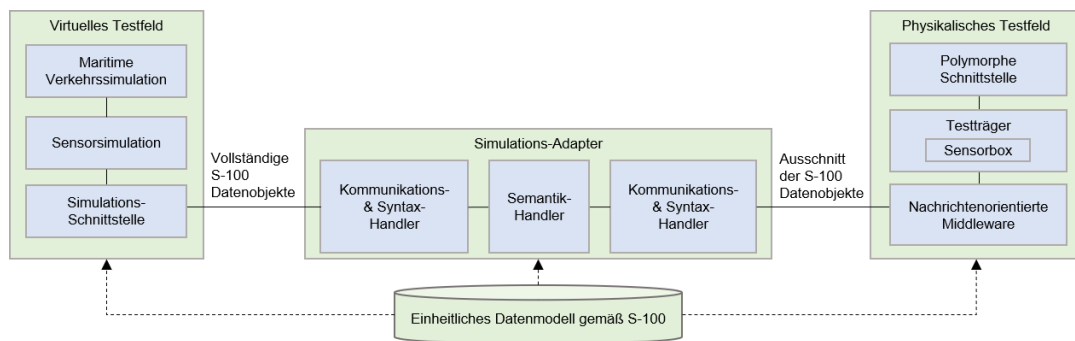 Virtuelles Testfeld
Maritime
Verkehrssimulation
Sensorsimulation
Simulations-
Schnittstelle
Vollständige
S-100
Datenobjekte
Simulations-Adapter
Kommunikations-
& Syntax-
Handler
Semantik-
Handler
Kommunikations-
& Syntax-
Handler
Ausschnitt
der S-100
Datenobjekte
Physikalisches Testfeld
Polymorphe
Schnittstelle
Testträger
Sensorbox
Nachrichtenorientierte
Middleware
Einheitliches Datenmodell gemäß S-100